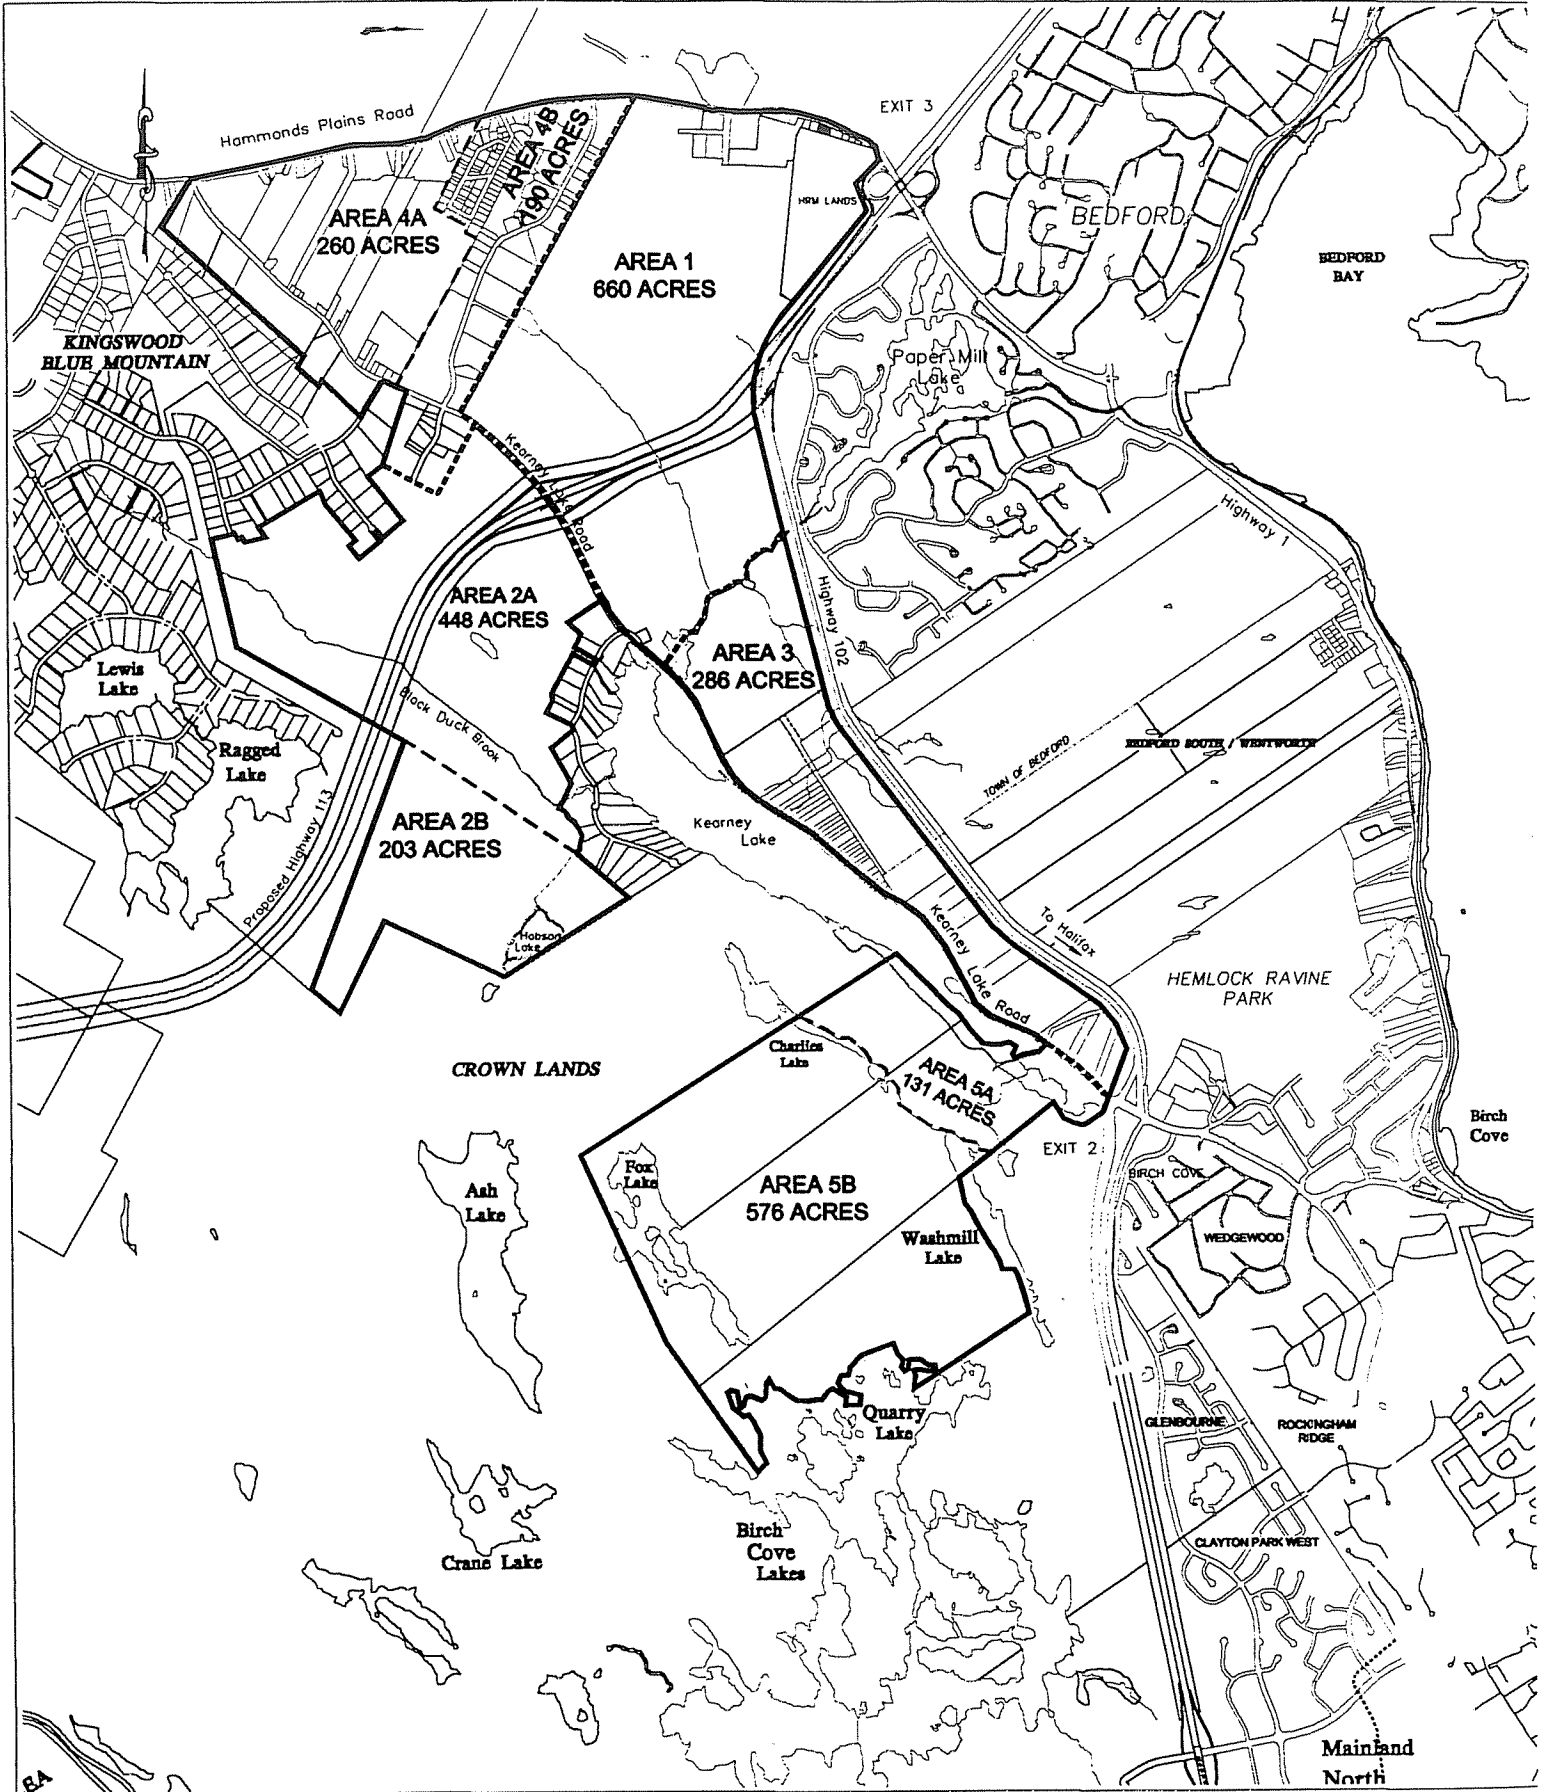 EXIT 3
Hammonds Plains Road
AREA 4B
190 ACRES
AREA 4A
260 ACRES
HRM LANDS
BEDFORD
AREA 1
660 ACRES
BEDFORD
BAY
KINGSWOOD
BLUE MOUNTAIN
Paper Mill
Lake
Kearney Lake Road
Highway 1
AREA 2A
448 ACRES
Highway 102
AREA 3
286 ACRES
Lewis
Lake
Black Duck Brook
Ragged
Lake
TOWN OF BEDFORD
BEDFORD SOUTH / WENTWORTH
AREA 2B
203 ACRES
Kearney
Lake
Proposed Highway 113
Hobson
Lake
Kearney Lake Road
To Halifax
HEMLOCK RAVINE
PARK
CROWN LANDS
Charlies
Lake
AREA 5A
131 ACRES
Birch
Cove
EXIT 2
Fox
Lake
BIRCH COVE
Ash
Lake
AREA 5B
576 ACRES
Washmill
Lake
WEDGEWOOD
Quarry
Lake
GLENBOURNE
ROCKINGHAM
RIDGE
Birch
Cove
Lakes
Crane Lake
CLAYTON PARK WEST
Mainland
North
EA